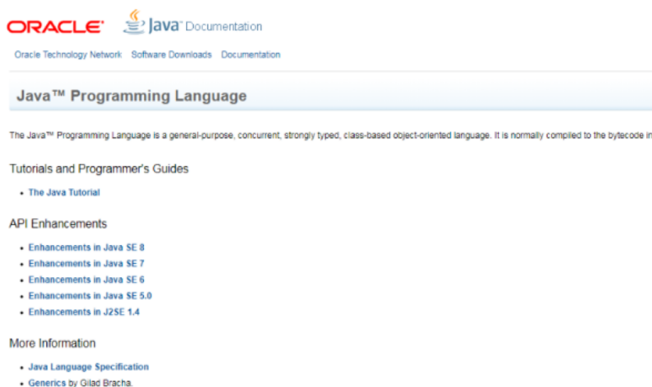 ORACLE® Java™ Documentation
Oracle Technology Network Software Downloads Documentation
Java™ Programming Language
The Java™ Programming Language is a general-purpose, concurrent, strongly typed, class-based object-oriented language. It is normally compiled to the bytecode in
Tutorials and Programmer's Guides
• The Java Tutorial
API Enhancements
• Enhancements in Java SE 8
• Enhancements in Java SE 7
• Enhancements in Java SE 6
• Enhancements in Java SE 5.0
• Enhancements in J2SE 1.4
More Information
• Java Language Specification
• Generics by Gilad Bracha.